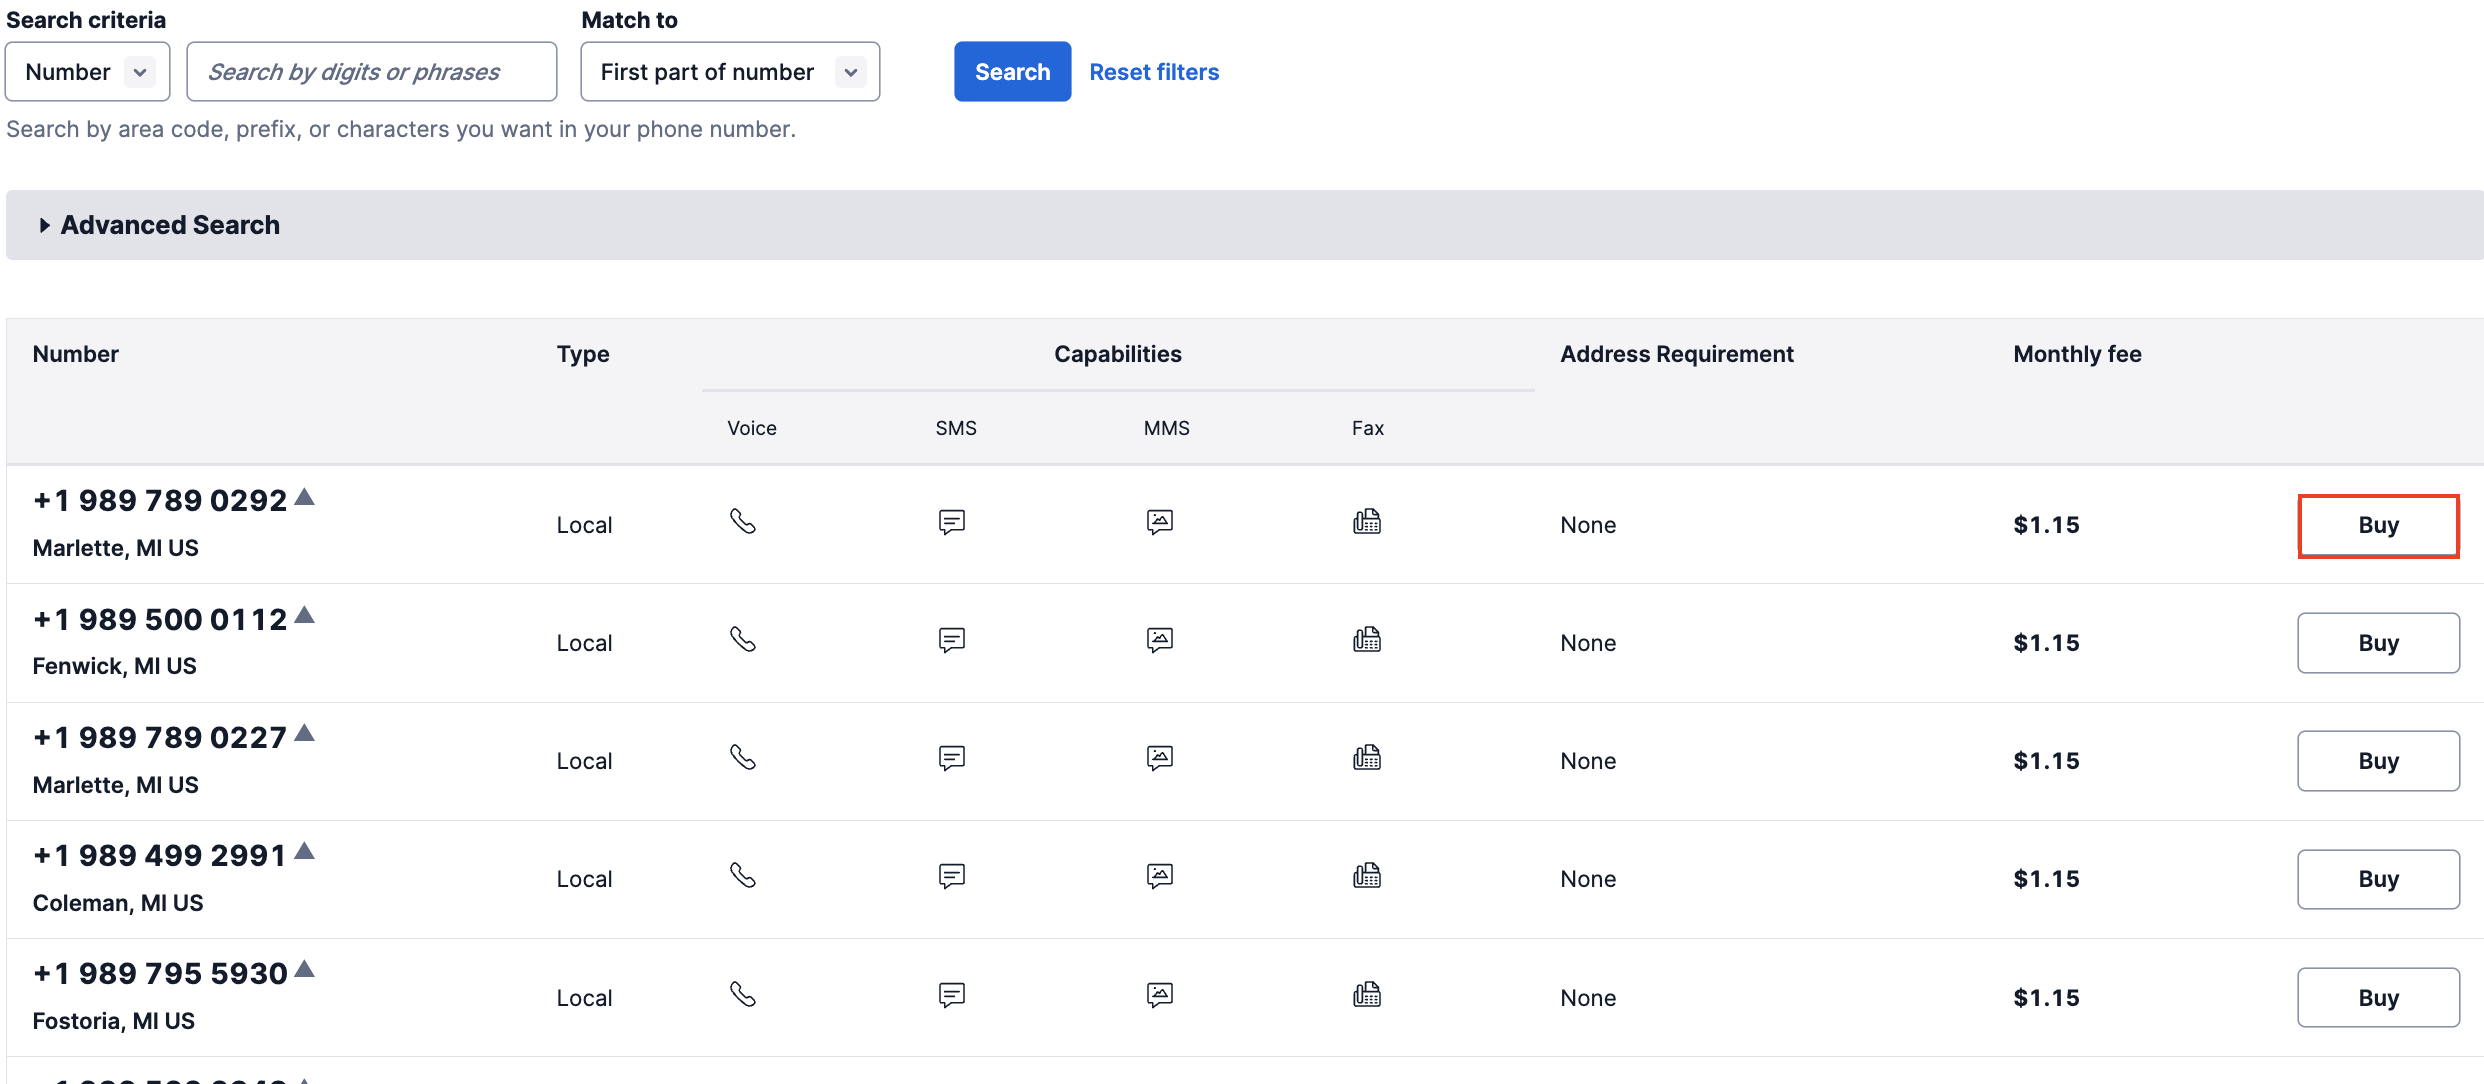 Search criteria
Match to
Number
Search by digits or phrases
First part of number
Search
Reset filters
Search by area code, prefix, or characters you want in your phone number.
Advanced Search
Number Type Capabilities Address Requirement Monthly fee
Voice SMS MMS Fax
+1 989 789 0292
Marlette, MI US
Local None $1.15 Buy
+1 989 500 0112
Fenwick, MI US
Local None $1.15 Buy
+1 989 789 0227
Marlette, MI US
Local None $1.15 Buy
+1 989 499 2991
Coleman, MI US
Local None $1.15 Buy
+1 989 795 5930
Fostoria, MI US
Local None $1.15 Buy